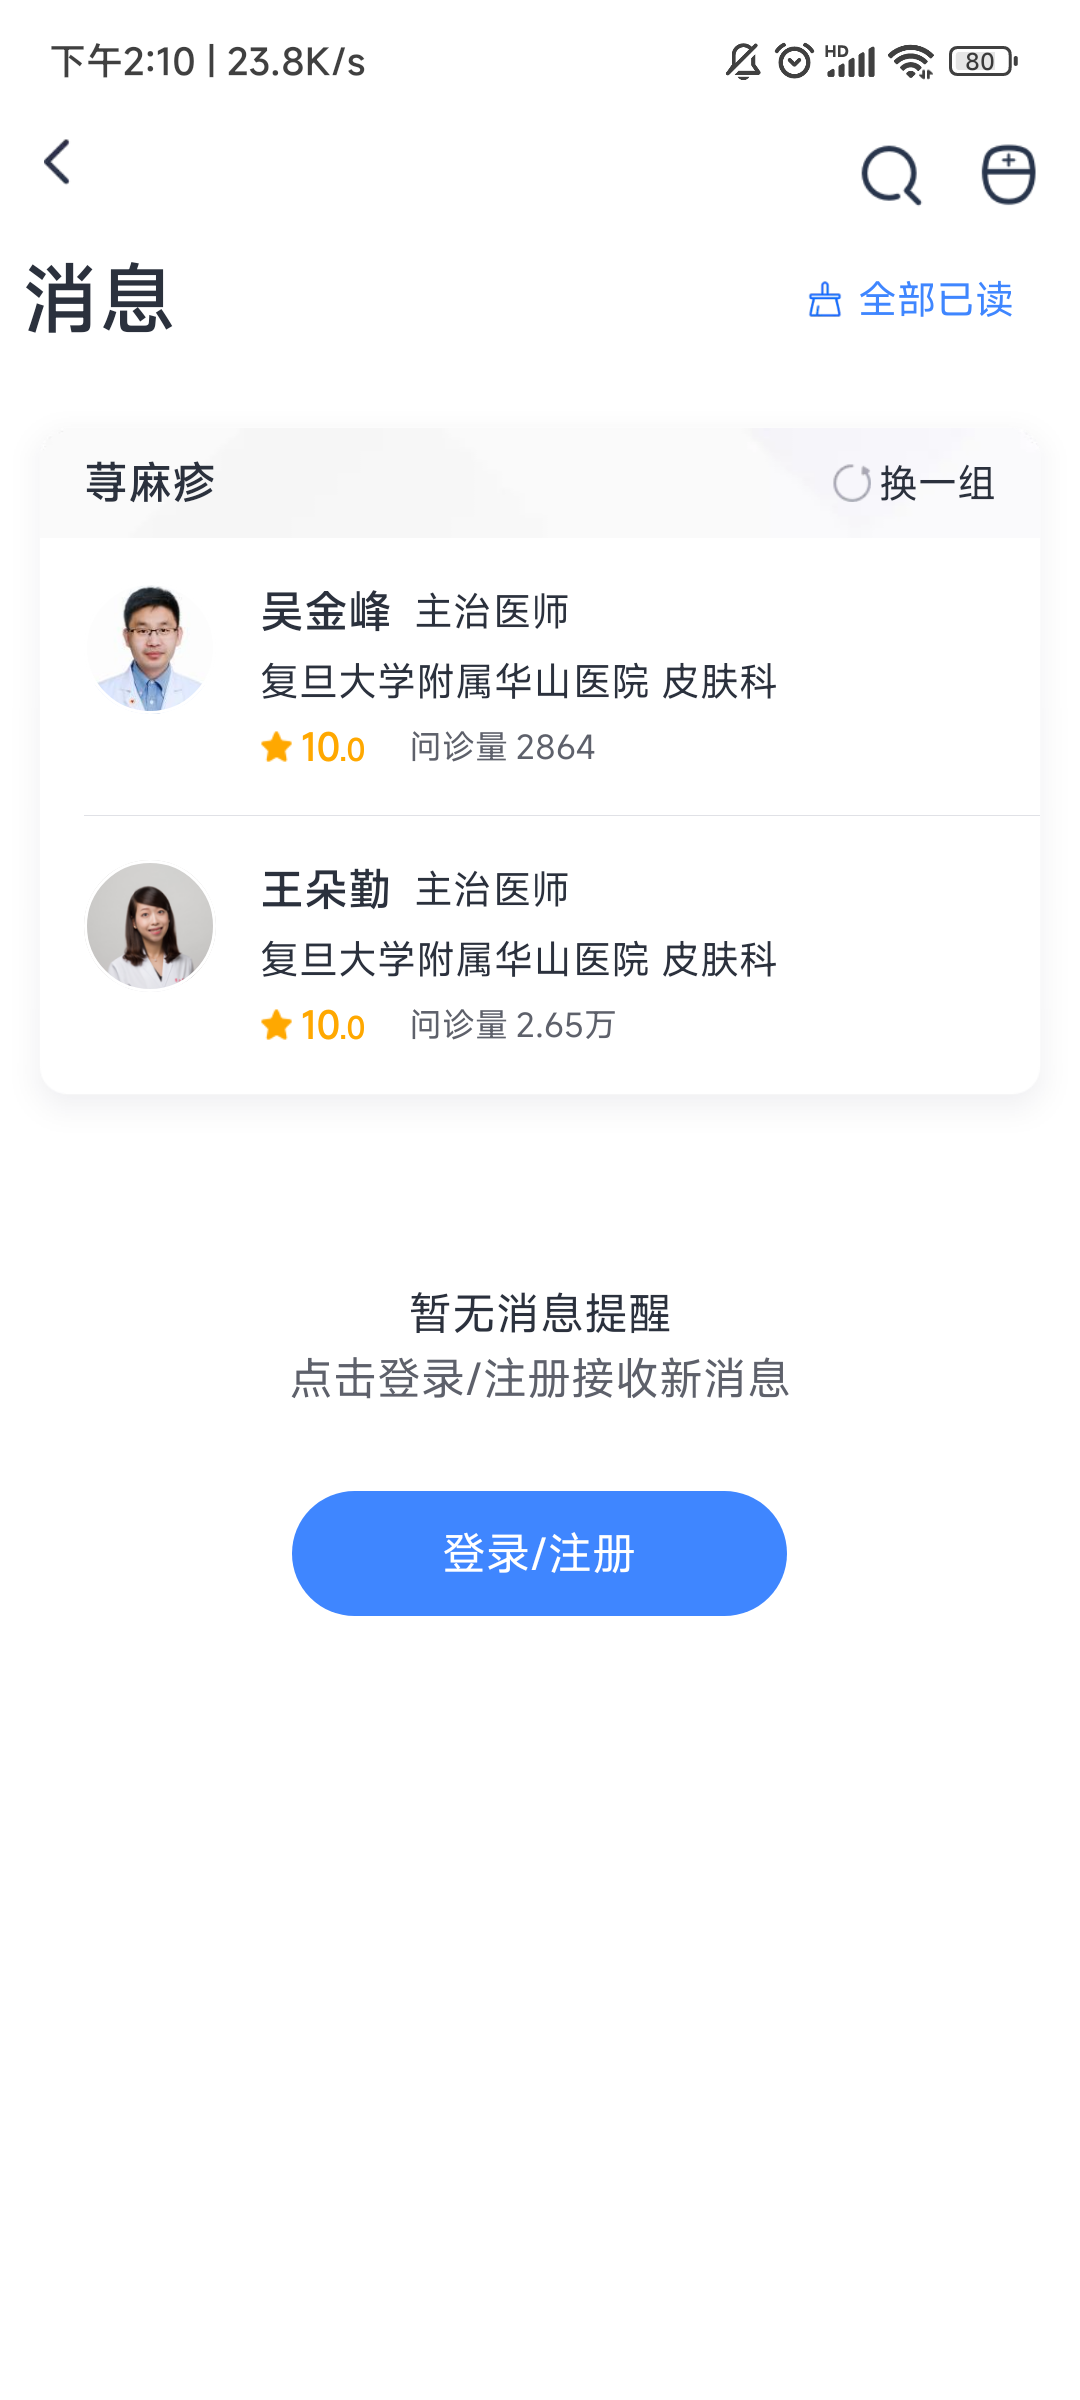 下午2:10 | 23.8K/s
HD
80
消息
全部已读
荨麻疹
换一组
吴金峰 主治医师
复旦大学附属华山医院 皮肤科
10.0 问诊量 2864
王朵勤 主治医师
复旦大学附属华山医院 皮肤科
10.0 问诊量 2.65万
暂无消息提醒
点击登录/注册接收新消息
登录/注册